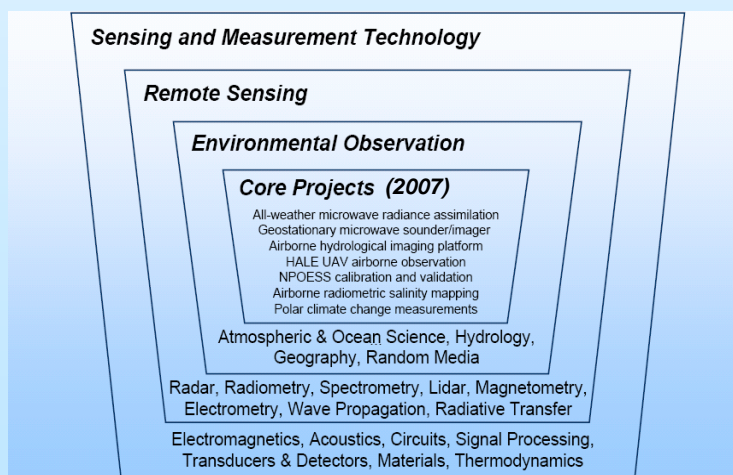 Sensing and Measurement Technology
Remote Sensing
Environmental Observation
Core Projects (2007)
All-weather microwave radiance assimilation
Geostationary microwave sounder/imager
Airborne hydrological imaging platform
HALE UAV airborne observation
NPOESS calibration and validation
Airborne radiometric salinity mapping
Polar climate change measurements
Atmospheric & Ocean Science, Hydrology,
Geography, Random Media
Radar, Radiometry, Spectrometry, Lidar, Magnetometry,
Electrometry, Wave Propagation, Radiative Transfer
Electromagnetics, Acoustics, Circuits, Signal Processing,
Transducers & Detectors, Materials, Thermodynamics